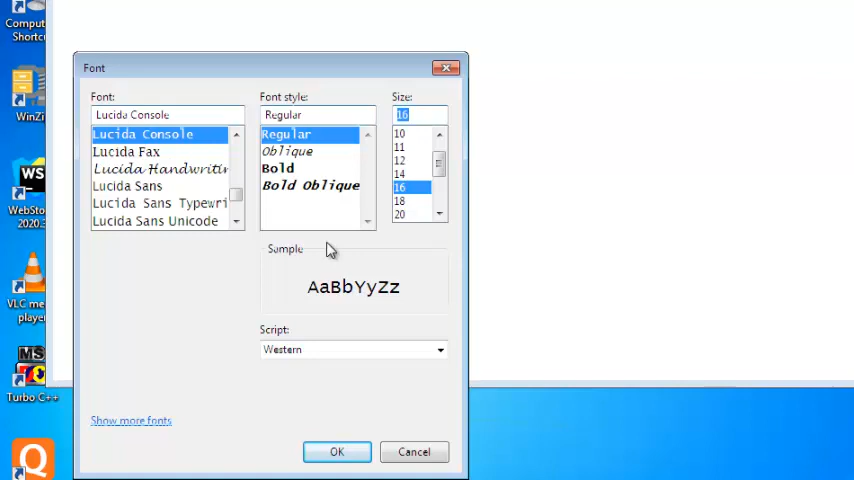 Comput
Shortc
WinZi
WS
WebSto
2020.3
VLC me
player
MS
Turbo C++
Font
Font:
Lucida Console
Lucida Console
Lucida Fax
Lucida Handwritin
Lucida Sans
Lucida Sans Typewri
Lucida Sans Unicode
Font style:
Regular
Regular
Oblique
Bold
Bold Oblique
Size:
16
10
11
12
14
16
18
20
Sample
AaBbYyZz
Script:
Western
Show more fonts
OK
Cancel